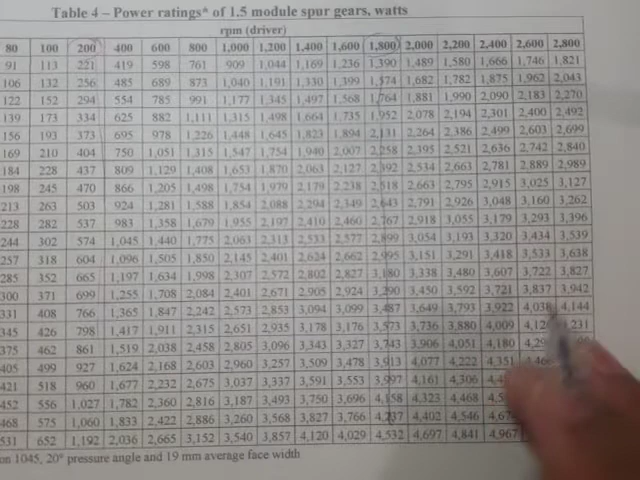 Table 4 – Power ratings* of 1.5 module spur gears, watts
rpm (driver)
80 100 200 400 600 800 1,000 1,200 1,400 1,600 1,800 2,000 2,200 2,400 2,600 2,800
91 113 221 419 598 761 909 1,044 1,169 1,236 1,390 1,489 1,580 1,666 1,746 1,821
106 132 256 485 689 873 1,040 1,191 1,330 1,399 1,574 1,682 1,782 1,875 1,962 2,043
122 152 294 554 785 991 1,177 1,345 1,497 1,568 1,764 1,881 1,990 2,090 2,183 2,270
139 173 334 625 882 1,111 1,315 1,498 1,664 1,735 1,952 2,078 2,194 2,301 2,400 2,492
156 193 373 695 978 1,226 1,448 1,645 1,823 1,894 2,131 2,264 2,386 2,499 2,603 2,699
169 210 404 750 1,051 1,315 1,547 1,754 1,940 2,007 2,258 2,395 2,521 2,636 2,742 2,840
184 228 437 809 1,129 1,408 1,653 1,870 2,063 2,127 2,392 2,534 2,663 2,781 2,889 2,989
198 245 470 866 1,205 1,498 1,754 1,979 2,179 2,238 2,518 2,663 2,795 2,915 3,025 3,127
213 263 503 924 1,281 1,588 1,854 2,088 2,294 2,349 2,643 2,791 2,926 3,048 3,160 3,262
228 282 537 983 1,358 1,679 1,955 2,197 2,410 2,460 2,767 2,918 3,055 3,179 3,293 3,396
244 302 574 1,045 1,440 1,775 2,063 2,313 2,533 2,577 2,899 3,054 3,193 3,320 3,434 3,539
257 318 604 1,096 1,505 1,850 2,145 2,401 2,624 2,662 2,995 3,151 3,291 3,418 3,533 3,638
285 352 665 1,197 1,634 1,998 2,307 2,572 2,802 2,827 3,180 3,338 3,480 3,607 3,722 3,827
300 371 699 1,255 1,708 2,084 2,401 2,671 2,905 2,924 3,290 3,450 3,592 3,721 3,837 3,942
331 408 766 1,365 1,847 2,242 2,573 2,853 3,094 3,099 3,487 3,649 3,793 3,922 4,038 4,144
345 426 798 1,417 1,911 2,315 2,651 2,935 3,178 3,176 3,573 3,736 3,880 4,009
375 462 861 1,519 2,038 2,458 2,805 3,096 3,343 3,327 3,743 3,906 4,051 4,180
405 499 927 1,624 2,168 2,603 2,960 3,257 3,509 3,478 3,913 4,077 4,222 4,351
421 518 960 1,677 2,232 2,675 3,037 3,337 3,591 3,553 3,997 4,161 4,306
452 556 1,027 1,782 2,360 2,816 3,187 3,493 3,750 3,696 4,158 4,323 4,468
468 575 1,060 1,833 2,422 2,886 3,260 3,568 3,827 3,766 4,237 4,402 4,546
531 652 1,192 2,036 2,665 3,152 3,540 3,857 4,120 4,029 4,532 4,697 4,841 4,967
on 1045, 20° pressure angle and 19 mm average face width